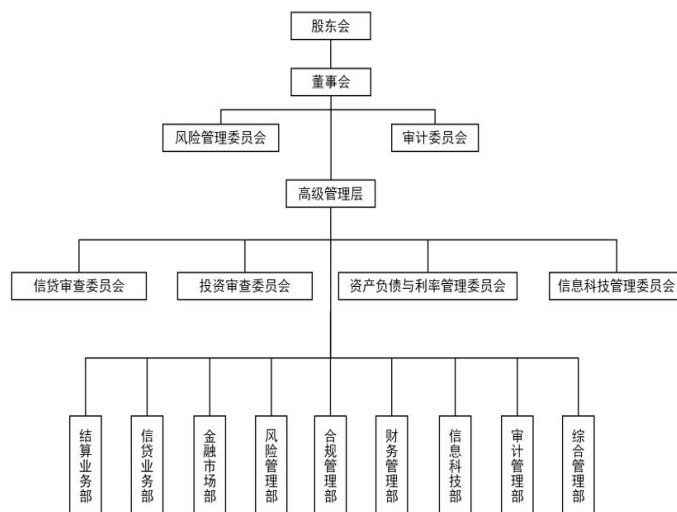 股东会
董事会
风险管理委员会
审计委员会
高级管理层
信贷审查委员会
投资审查委员会
资产负债与利率管理委员会
信息科技管理委员会
结算业务部
信贷业务部
金融市场部
风险管理部
合规管理部
财务管理部
信息科技部
审计管理部
综合管理部